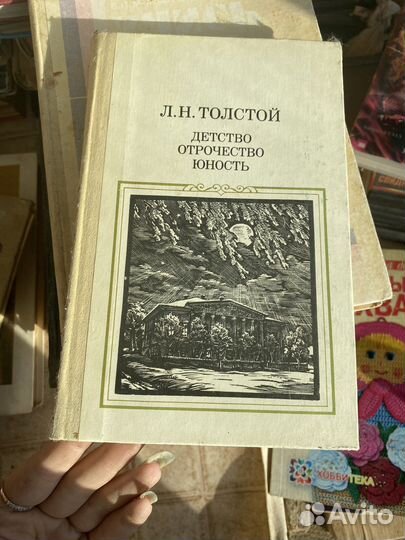 Л.Н. ТОЛСТОЙ
ДЕТСТВО
ОТРОЧЕСТВО
ЮНОСТЬ
ХОББИТЕКА
Avito